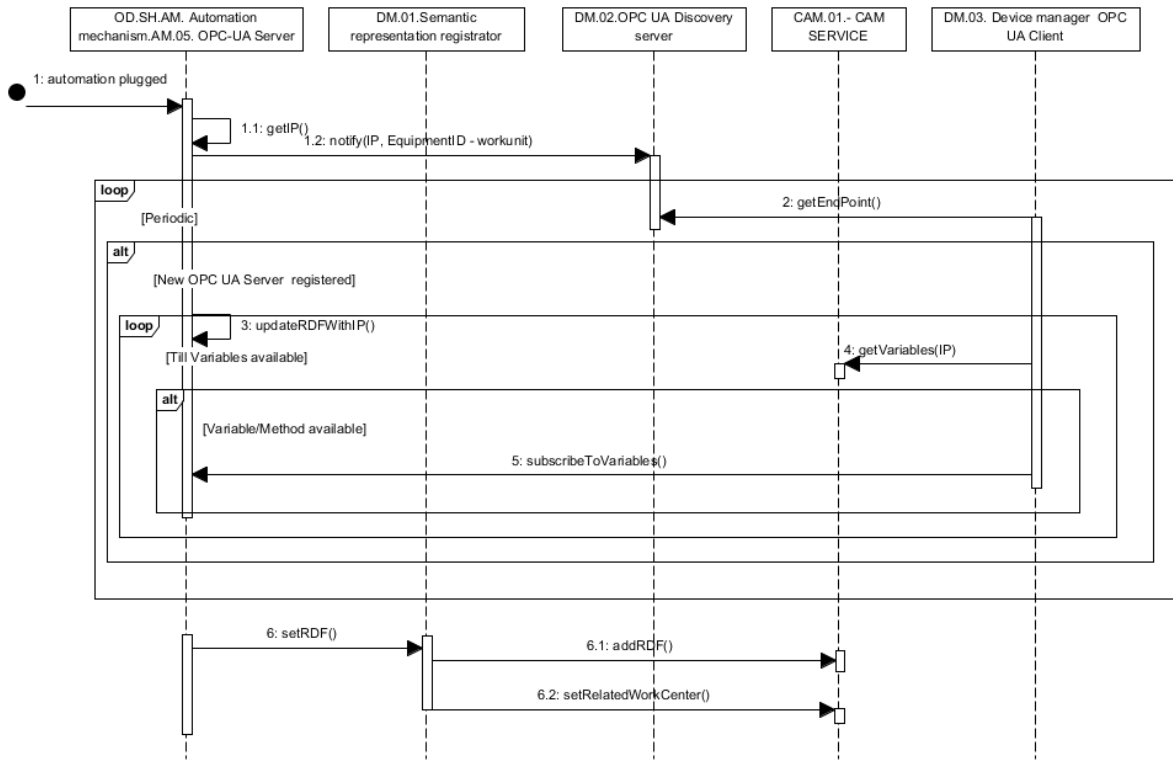 OD.SH.AM. Automation
mechanism.AM.05. OPC-UA Server
DM.01.Semantic
representation registrator
DM.02.OPC UA Discovery
server
CAM.01.- CAM
SERVICE
DM.03. Device manager OPC
UA Client
1: automation plugged
1.1: getIP()
1.2: notify(IP, EquipmentID - workunit)
loop
[Periodic]
2: getEndPoint()
alt
[New OPC UA Server registered]
loop
3: updateRDFWithIP()
[Till Variables available]
4: getVariables(IP)
alt
[Variable/Method available]
5: subscribeToVariables()
6: setRDF()
6.1: addRDF()
6.2: setRelatedWorkCenter()